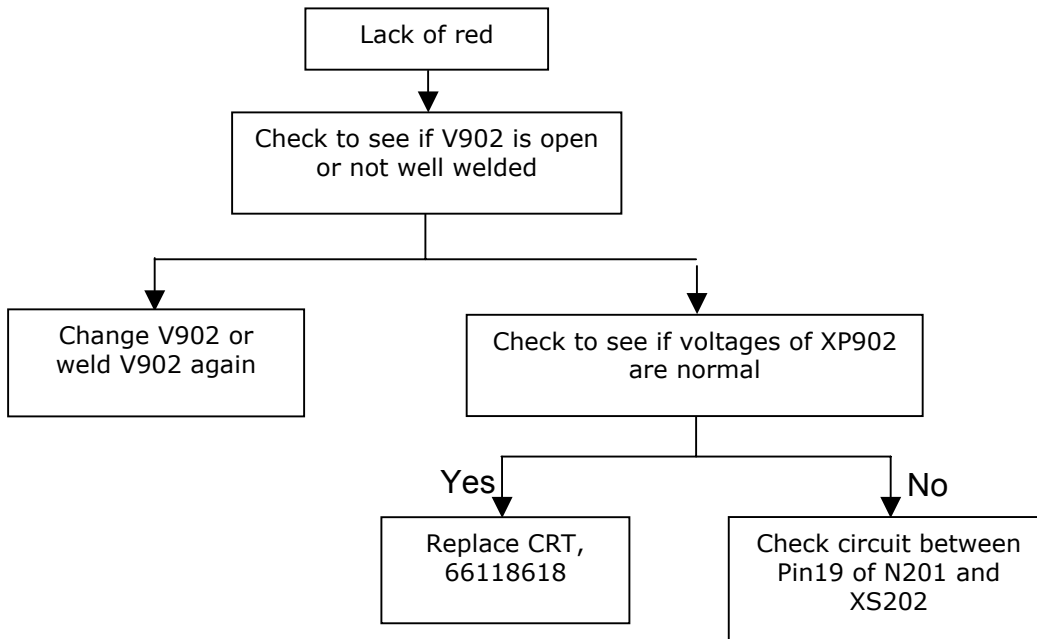 Lack of red
Check to see if V902 is open
or not well welded
Change V902 or
weld V902 again
Check to see if voltages of XP902
are normal
Yes
No
Replace CRT,
66118618
Check circuit between
Pin19 of N201 and
XS202